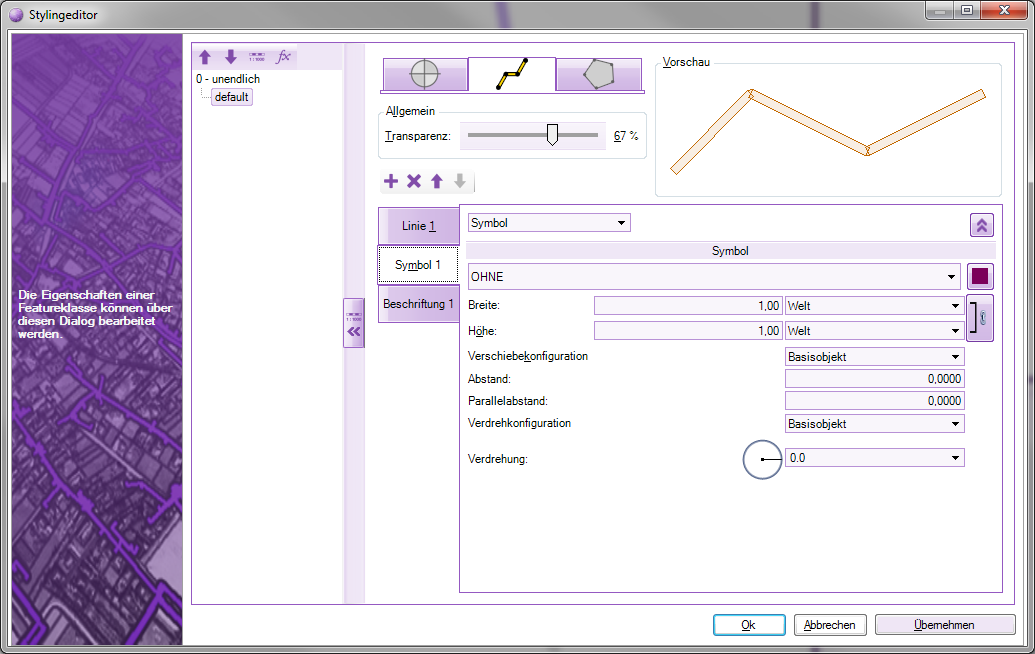 Stylingeditor
Die Eigenschaften einer
Featureklasse können über
diesen Dialog bearbeitet
werden.
1:1000
fx
0 - unendlich
default
1:1000
Allgemein
Transparenz:
67 %
Vorschau
Linie 1
Symbol 1
Beschriftung 1
Symbol
Symbol
OHNE
Breite:
1,00
Welt
Höhe:
1,00
Welt
Verschiebekonfiguration
Basisobjekt
Abstand:
0,0000
Parallelabstand:
0,0000
Verdrehkonfiguration
Basisobjekt
Verdrehung:
0.0
Ok
Abbrechen
Übernehmen